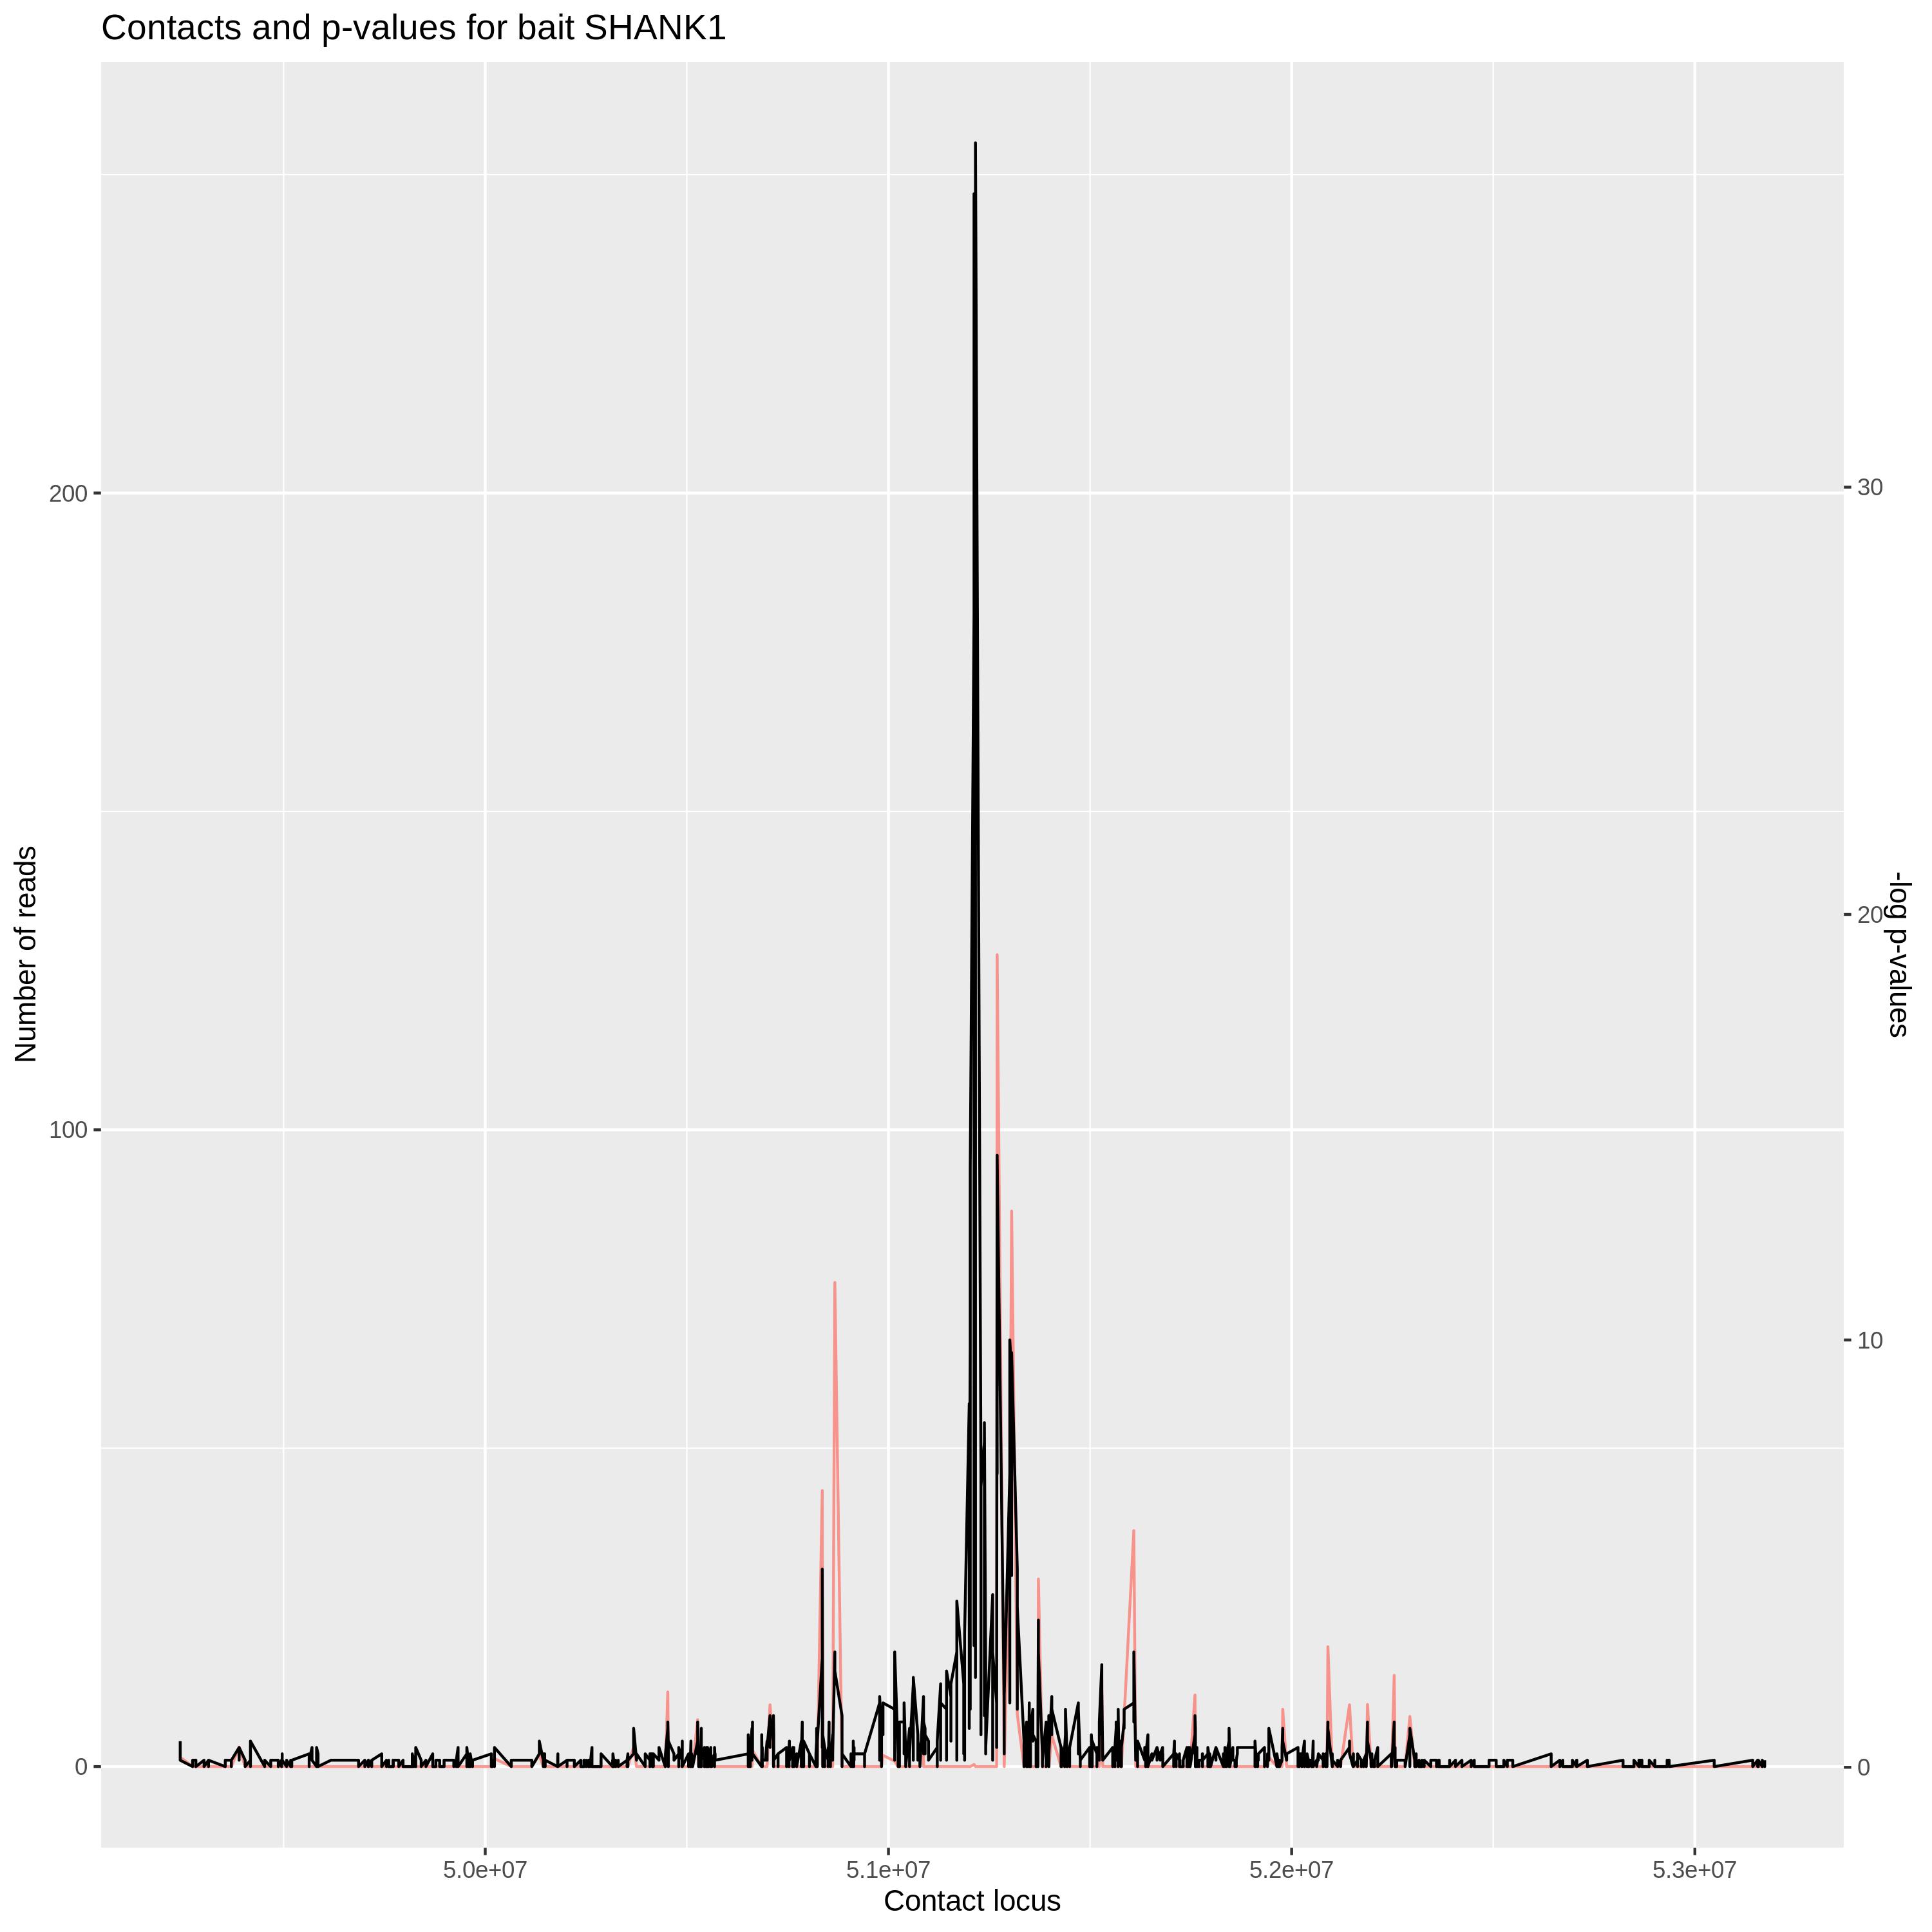 Contacts and p-values for bait SHANK1
Number of reads
200
100
0
30
20
10
0
-log p-values
5.0e+07 5.1e+07 5.2e+07 5.3e+07
Contact locus